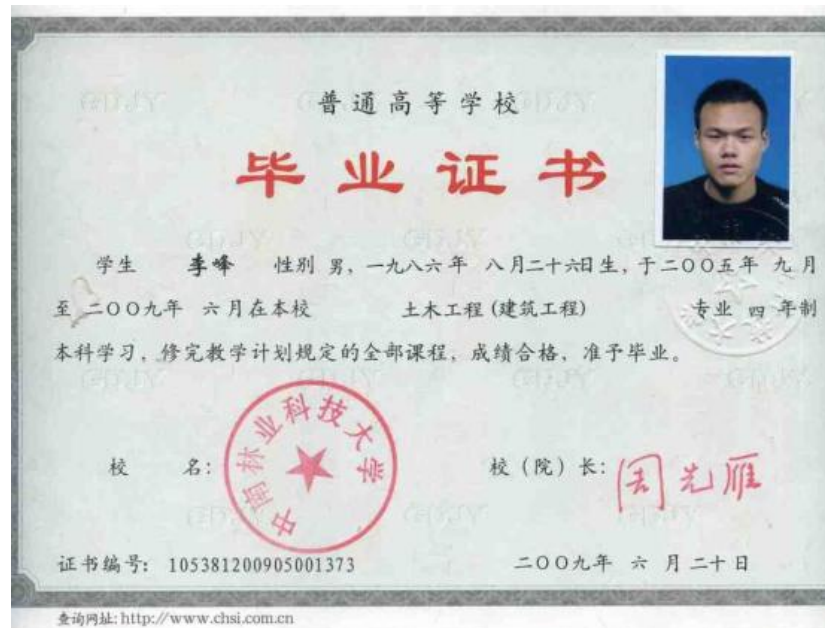 普通高等学校
毕业证书
学生 李峰 性别 男，一九八六年 八月二十六日生，于二〇〇五年 九月
至 二〇〇九年 六月在本校 土木工程(建筑工程) 专业 四 年制
本科学习，修完教学计划规定的全部课程，成绩合格，准予毕业。
校 名：
中南林业科技大学
校（院）长：
周先雁
证书编号：105381200905001373
二〇〇九年 六 月 二十 日
查询网址：http://www.chsi.com.cn